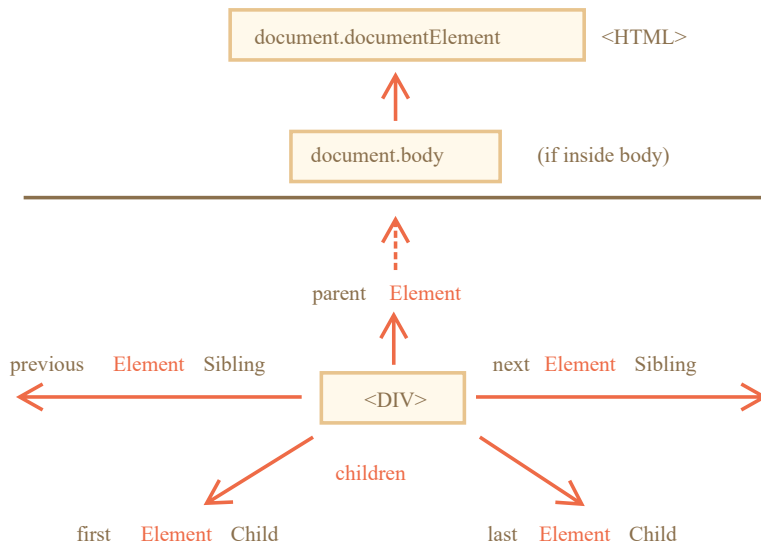 document.documentElement <HTML>
document.body (if inside body)
parent Element
previous Element Sibling
next Element Sibling
<DIV>
children
first Element Child
last Element Child